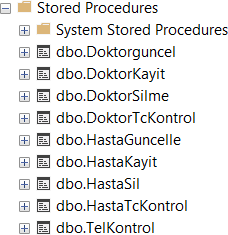 Stored Procedures
System Stored Procedures
dbo.Doktorguncel
dbo.DoktorKayit
dbo.DoktorSilme
dbo.DoktorTcKontrol
dbo.HastaGuncelle
dbo.HastaKayit
dbo.HastaSil
dbo.HastaTcKontrol
dbo.TelKontrol